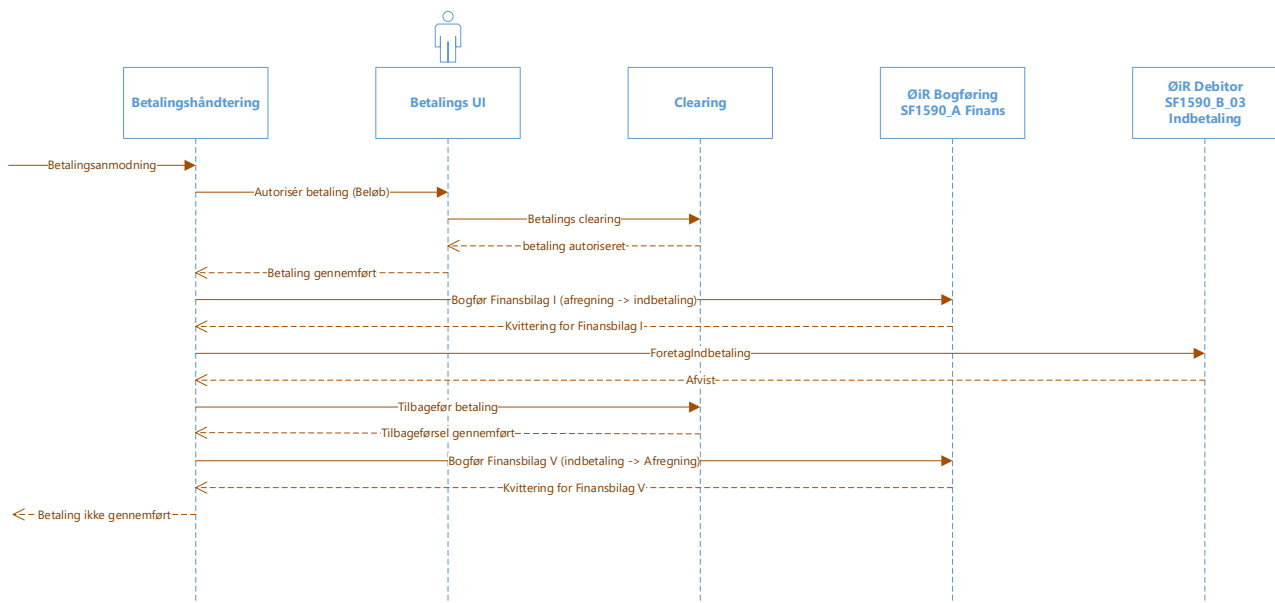 Betalingshåndtering
Betalings UI
Clearing
ØiR Bogføring
SF1590_A Finans
ØiR Debitor
SF1590_B_03
Indbetaling
Betalingsanmodning
Autorisér betaling (Beløb)
Betalings clearing
betaling autoriseret
Betaling gennemført
Bogfør Finansbilag I (afregning -> indbetaling)
Kvittering for Finansbilag I
ForetagIndbetaling
Afvist
Tilbagefør betaling
Tilbageførsel gennemført
Bogfør Finansbilag V (indbetaling -> Afregning)
Kvittering for Finansbilag V
Betaling ikke gennemført